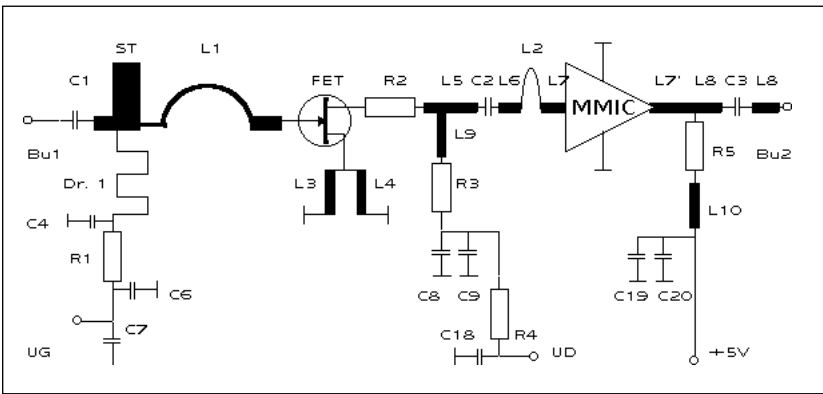 ST L1 L2
C1 FET R2 L5 C2 L6 L7 MMIC L7' L8 C3 L8
Bu1 L9 R5 Bu2
Dr. 1 L3 L4 R3
C4 L10
R1
C6 C8 C9 C19 C20
C7 C18 R4
UG UD +5V